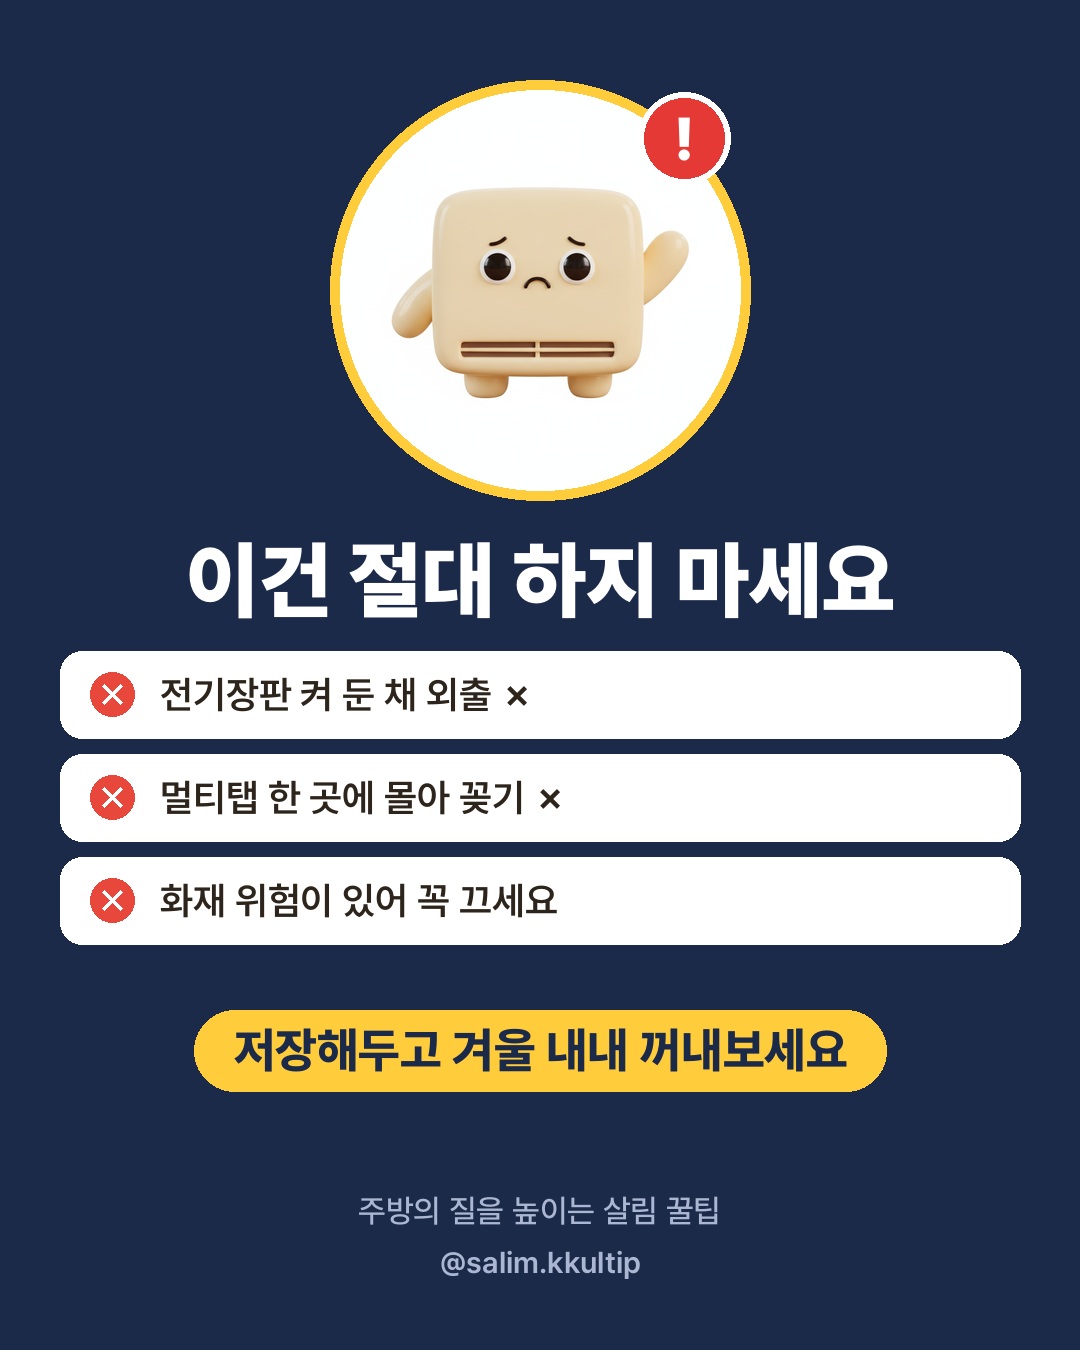 !
이건 절대 하지 마세요
전기장판 켜 둔 채 외출 ×
멀티탭 한 곳에 몰아 꽂기 ×
화재 위험이 있어 꼭 끄세요
저장해두고 겨울 내내 꺼내보세요
주방의 질을 높이는 살림 꿀팁
@salim.kkultip